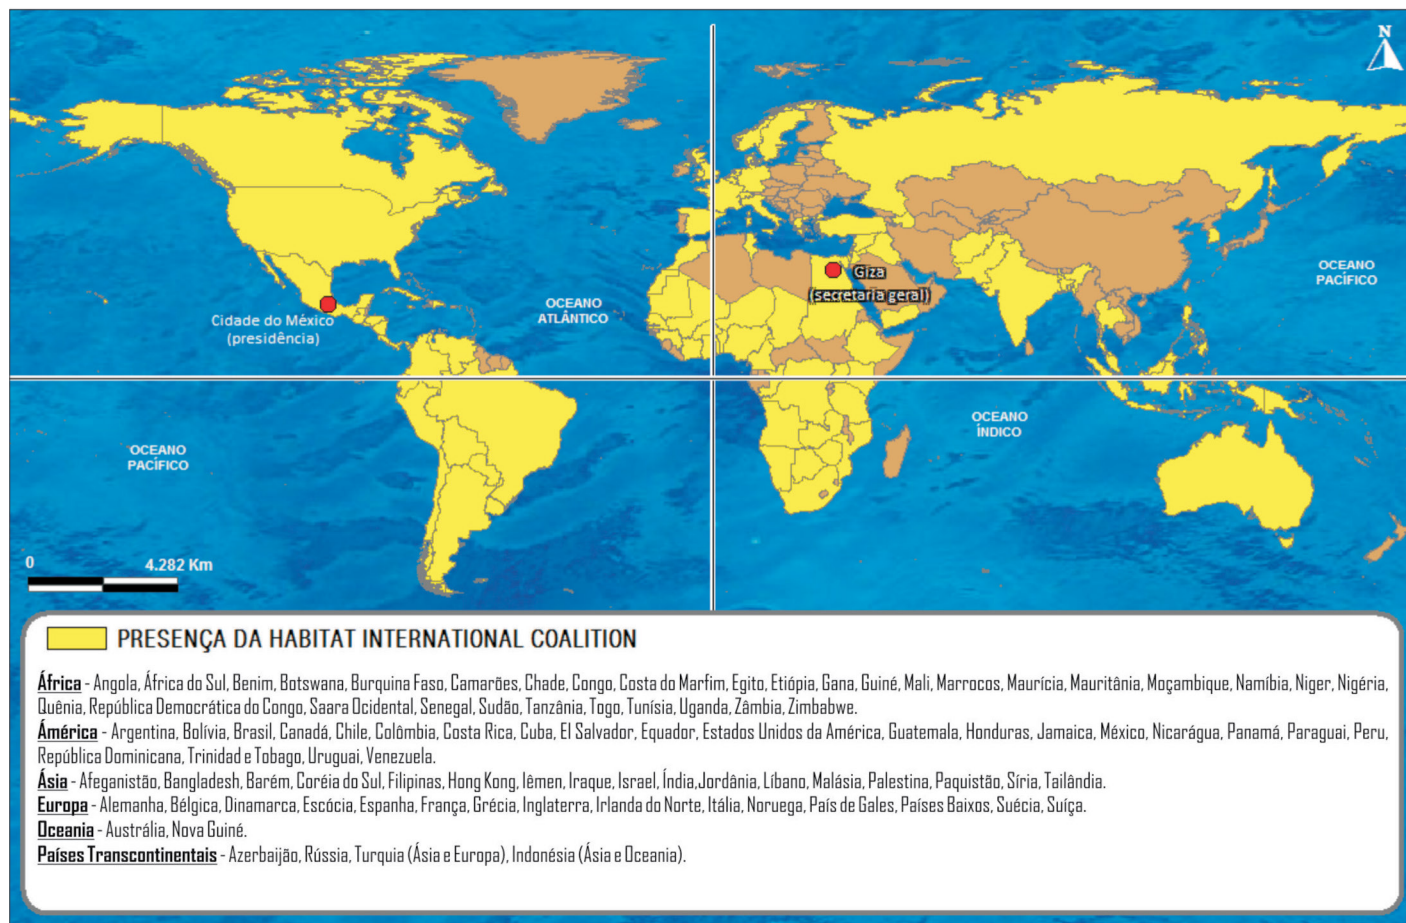 N
OCEANO
PACÍFICO
Giza
(secretaria geral)
OCEANO
ATLÂNTICO
Cidade do México
(presidência)
OCEANO
ÍNDICO
OCEANO
PACÍFICO
0 4.282 Km
PRESENÇA DA HABITAT INTERNATIONAL COALITION
África - Angola, África do Sul, Benim, Botswana, Burquina Faso, Camarões, Chade, Congo, Costa do Marfim, Egito, Etiópia, Gana, Guiné, Mali, Marrocos, Maurícia, Mauritânia, Moçambique, Namíbia, Niger, Nigéria,
Quênia, República Democrática do Congo, Saara Ocidental, Senegal, Sudão, Tanzânia, Togo, Tunísia, Uganda, Zâmbia, Zimbabwe.
América - Argentina, Bolívia, Brasil, Canadá, Chile, Colômbia, Costa Rica, Cuba, El Salvador, Equador, Estados Unidos da América, Guatemala, Honduras, Jamaica, México, Nicarágua, Panamá, Paraguai, Peru,
República Dominicana, Trinidad e Tobago, Uruguai, Venezuela.
Ásia - Afeganistão, Bangladesh, Barém, Coréia do Sul, Filipinas, Hong Kong, Iêmen, Iraque, Israel, Índia,Jordânia, Líbano, Malásia, Palestina, Paquistão, Síria, Tailândia.
Europa - Alemanha, Bélgica, Dinamarca, Escócia, Espanha, França, Grécia, Inglaterra, Irlanda do Norte, Itália, Noruega, País de Gales, Países Baixos, Suécia, Suíça.
Oceania - Austrália, Nova Guiné.
Países Transcontinentais - Azerbaijão, Rússia, Turquia (Ásia e Europa), Indonésia (Ásia e Oceania).